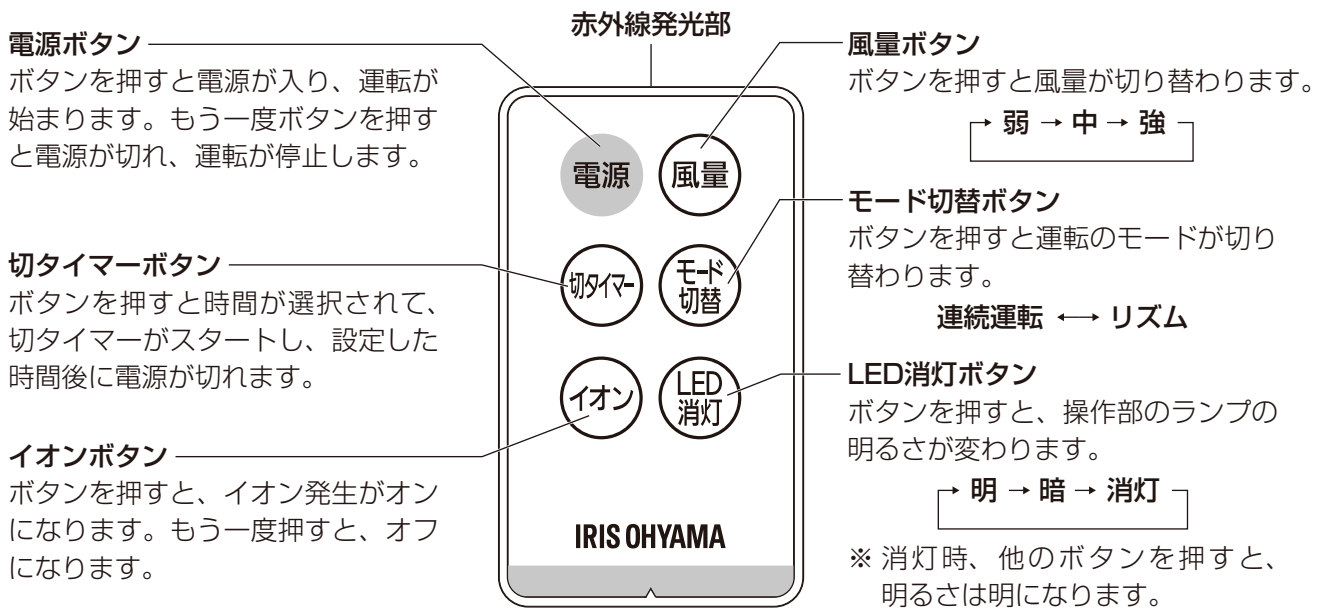 赤外線発光部
電源ボタン
ボタンを押すと電源が入り、運転が
始まります。もう一度ボタンを押す
と電源が切れ、運転が停止します。
切タイマーボタン
ボタンを押すと時間が選択されて、
切タイマーがスタートし、設定した
時間後に電源が切れます。
イオンボタン
ボタンを押すと、イオン発生がオン
になります。もう一度押すと、オフ
になります。
電源
風量
切タイマー
モード
切替
イオン
LED
消灯
IRIS OHYAMA
風量ボタン
ボタンを押すと風量が切り替わります。
弱 → 中 → 強
モード切替ボタン
ボタンを押すと運転のモードが切り
替わります。
連続運転 ←→ リズム
LED消灯ボタン
ボタンを押すと、操作部のランプの
明るさが変わります。
明 → 暗 → 消灯
※ 消灯時、他のボタンを押すと、
明るさは明になります。